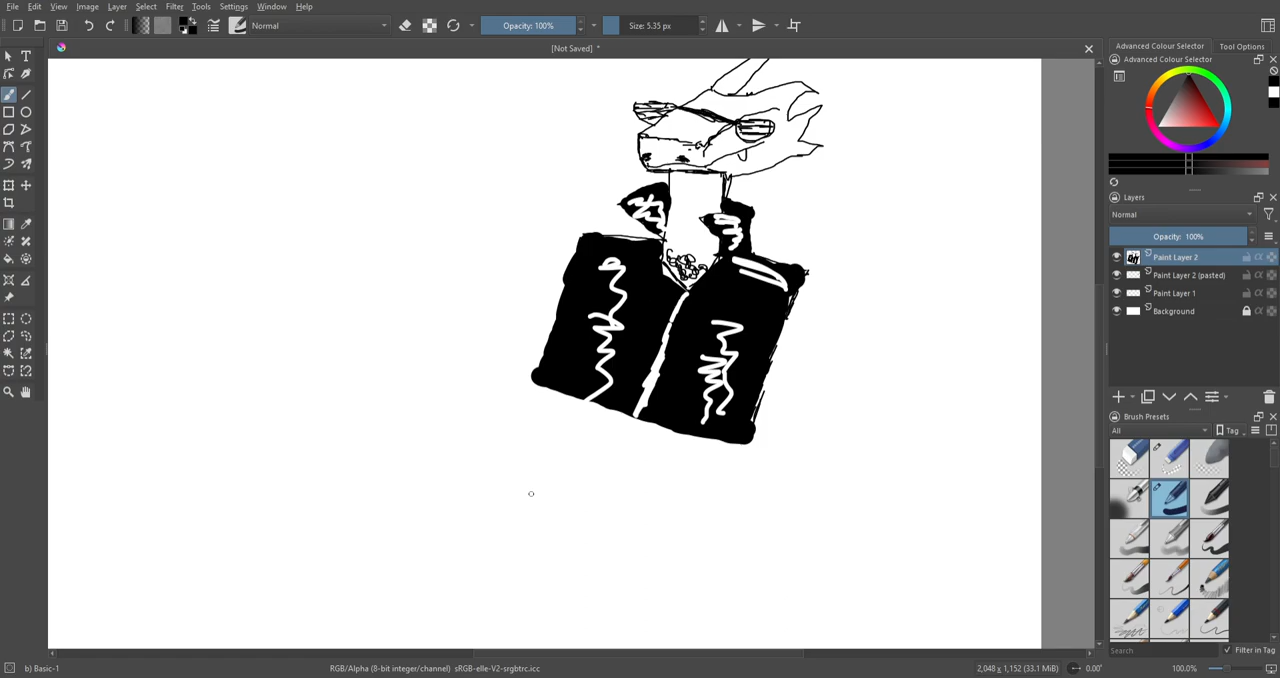 File Edit View Image Layer Select Filter Tools Settings Window Help
Normal Opacity: 100% Size: 5.35 px
[Not Saved] *
Advanced Colour Selector Tool Options
Advanced Colour Selector
Layers
Normal
Opacity: 100%
Paint Layer 2
Paint Layer 2 (pasted)
Paint Layer 1
Background
Brush Presets
All Tag
Search Filter in Tag
b) Basic-1 RGB/Alpha (8-bit integer/channel) sRGB-elle-V2-srgbtrc.icc 2,048 x 1,152 (33.1 MiB) 0.00° 100.0%